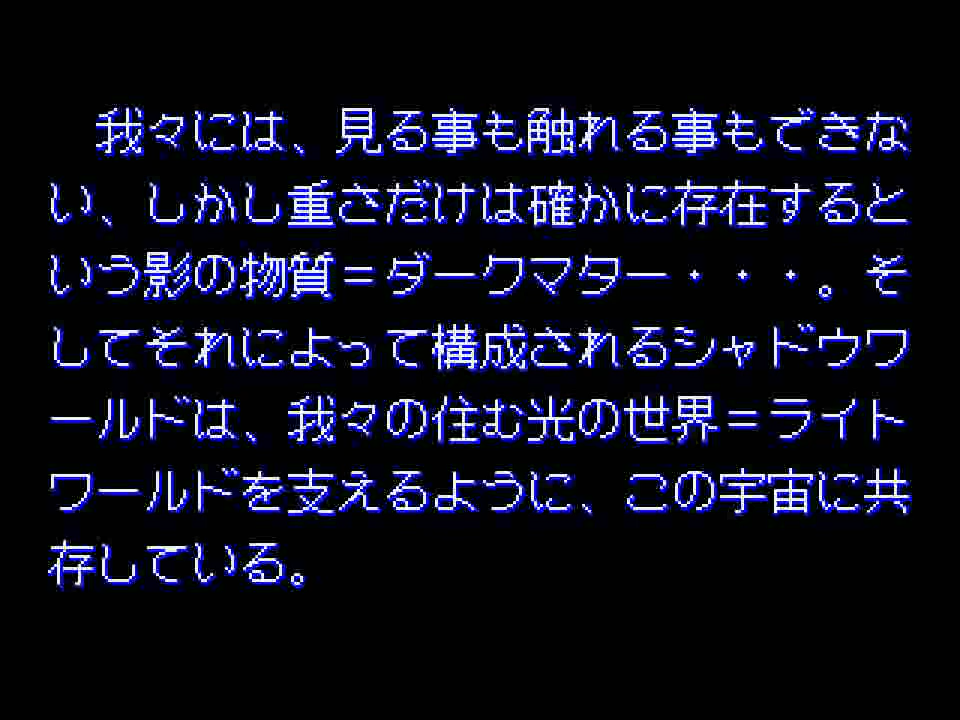 我々には、見る事も触れる事もできな
い、しかし重さだけは確かに存在すると
いう影の物質＝ダークマター・・・。そ
してそれによって構成されるシャドウワ
ールドは、我々の住む光の世界＝ライト
ワールドを支えるように、この宇宙に共
存している。